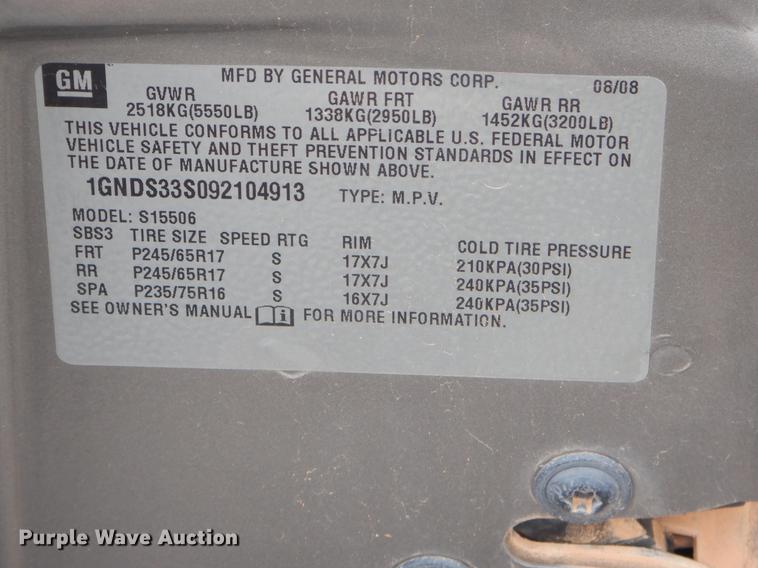 GM
MFD BY GENERAL MOTORS CORP. 08/08
GVWR GAWR FRT GAWR RR
2518KG(5550LB) 1338KG(2950LB) 1452KG(3200LB)
THIS VEHICLE CONFORMS TO ALL APPLICABLE U.S. FEDERAL MOTOR
VEHICLE SAFETY AND THEFT PREVENTION STANDARDS IN EFFECT ON
THE DATE OF MANUFACTURE SHOWN ABOVE.
1GNDS33S092104913 TYPE: M.P.V.
MODEL: S15506
SBS3 TIRE SIZE SPEED RTG RIM COLD TIRE PRESSURE
FRT P245/65R17 S 17X7J 210KPA(30PSI)
RR P245/65R17 S 17X7J 240KPA(35PSI)
SPA P235/75R16 S 16X7J 240KPA(35PSI)
SEE OWNER'S MANUAL i FOR MORE INFORMATION.
Purple Wave Auction